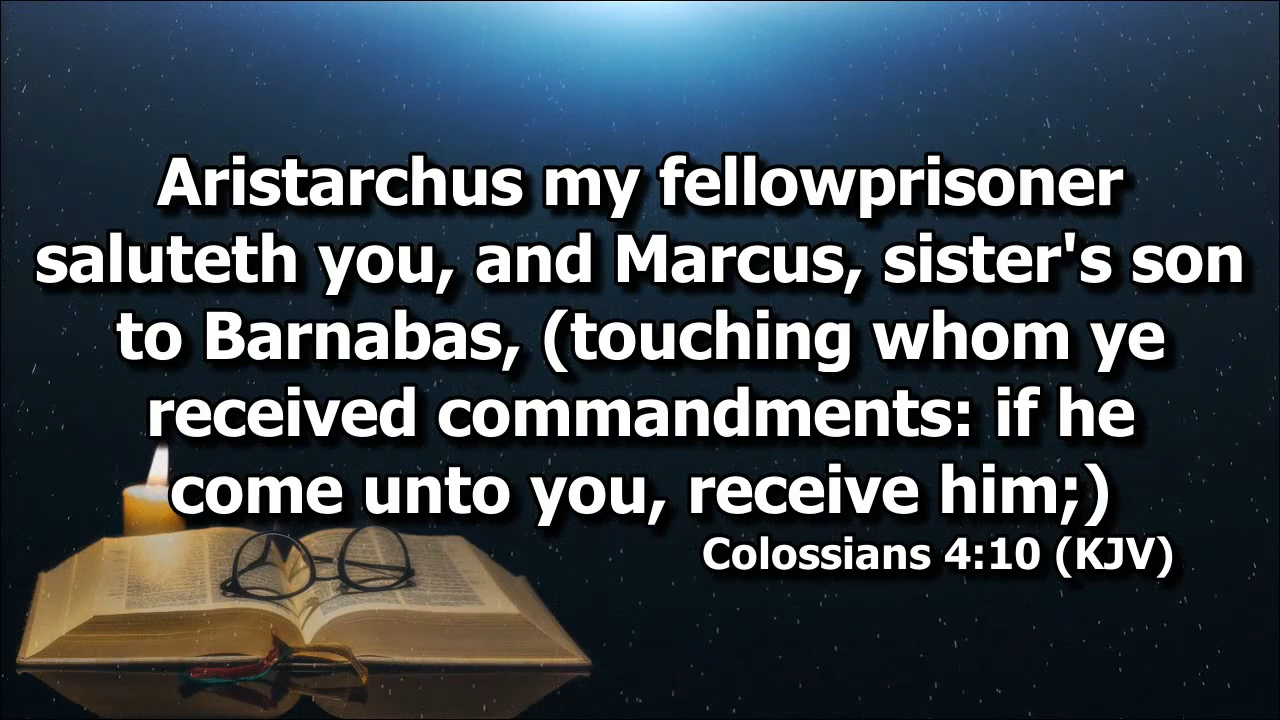 Aristarchus my fellowprisoner
saluteth you, and Marcus, sister's son
to Barnabas, (touching whom ye
received commandments: if he
come unto you, receive him;)
Colossians 4:10 (KJV)